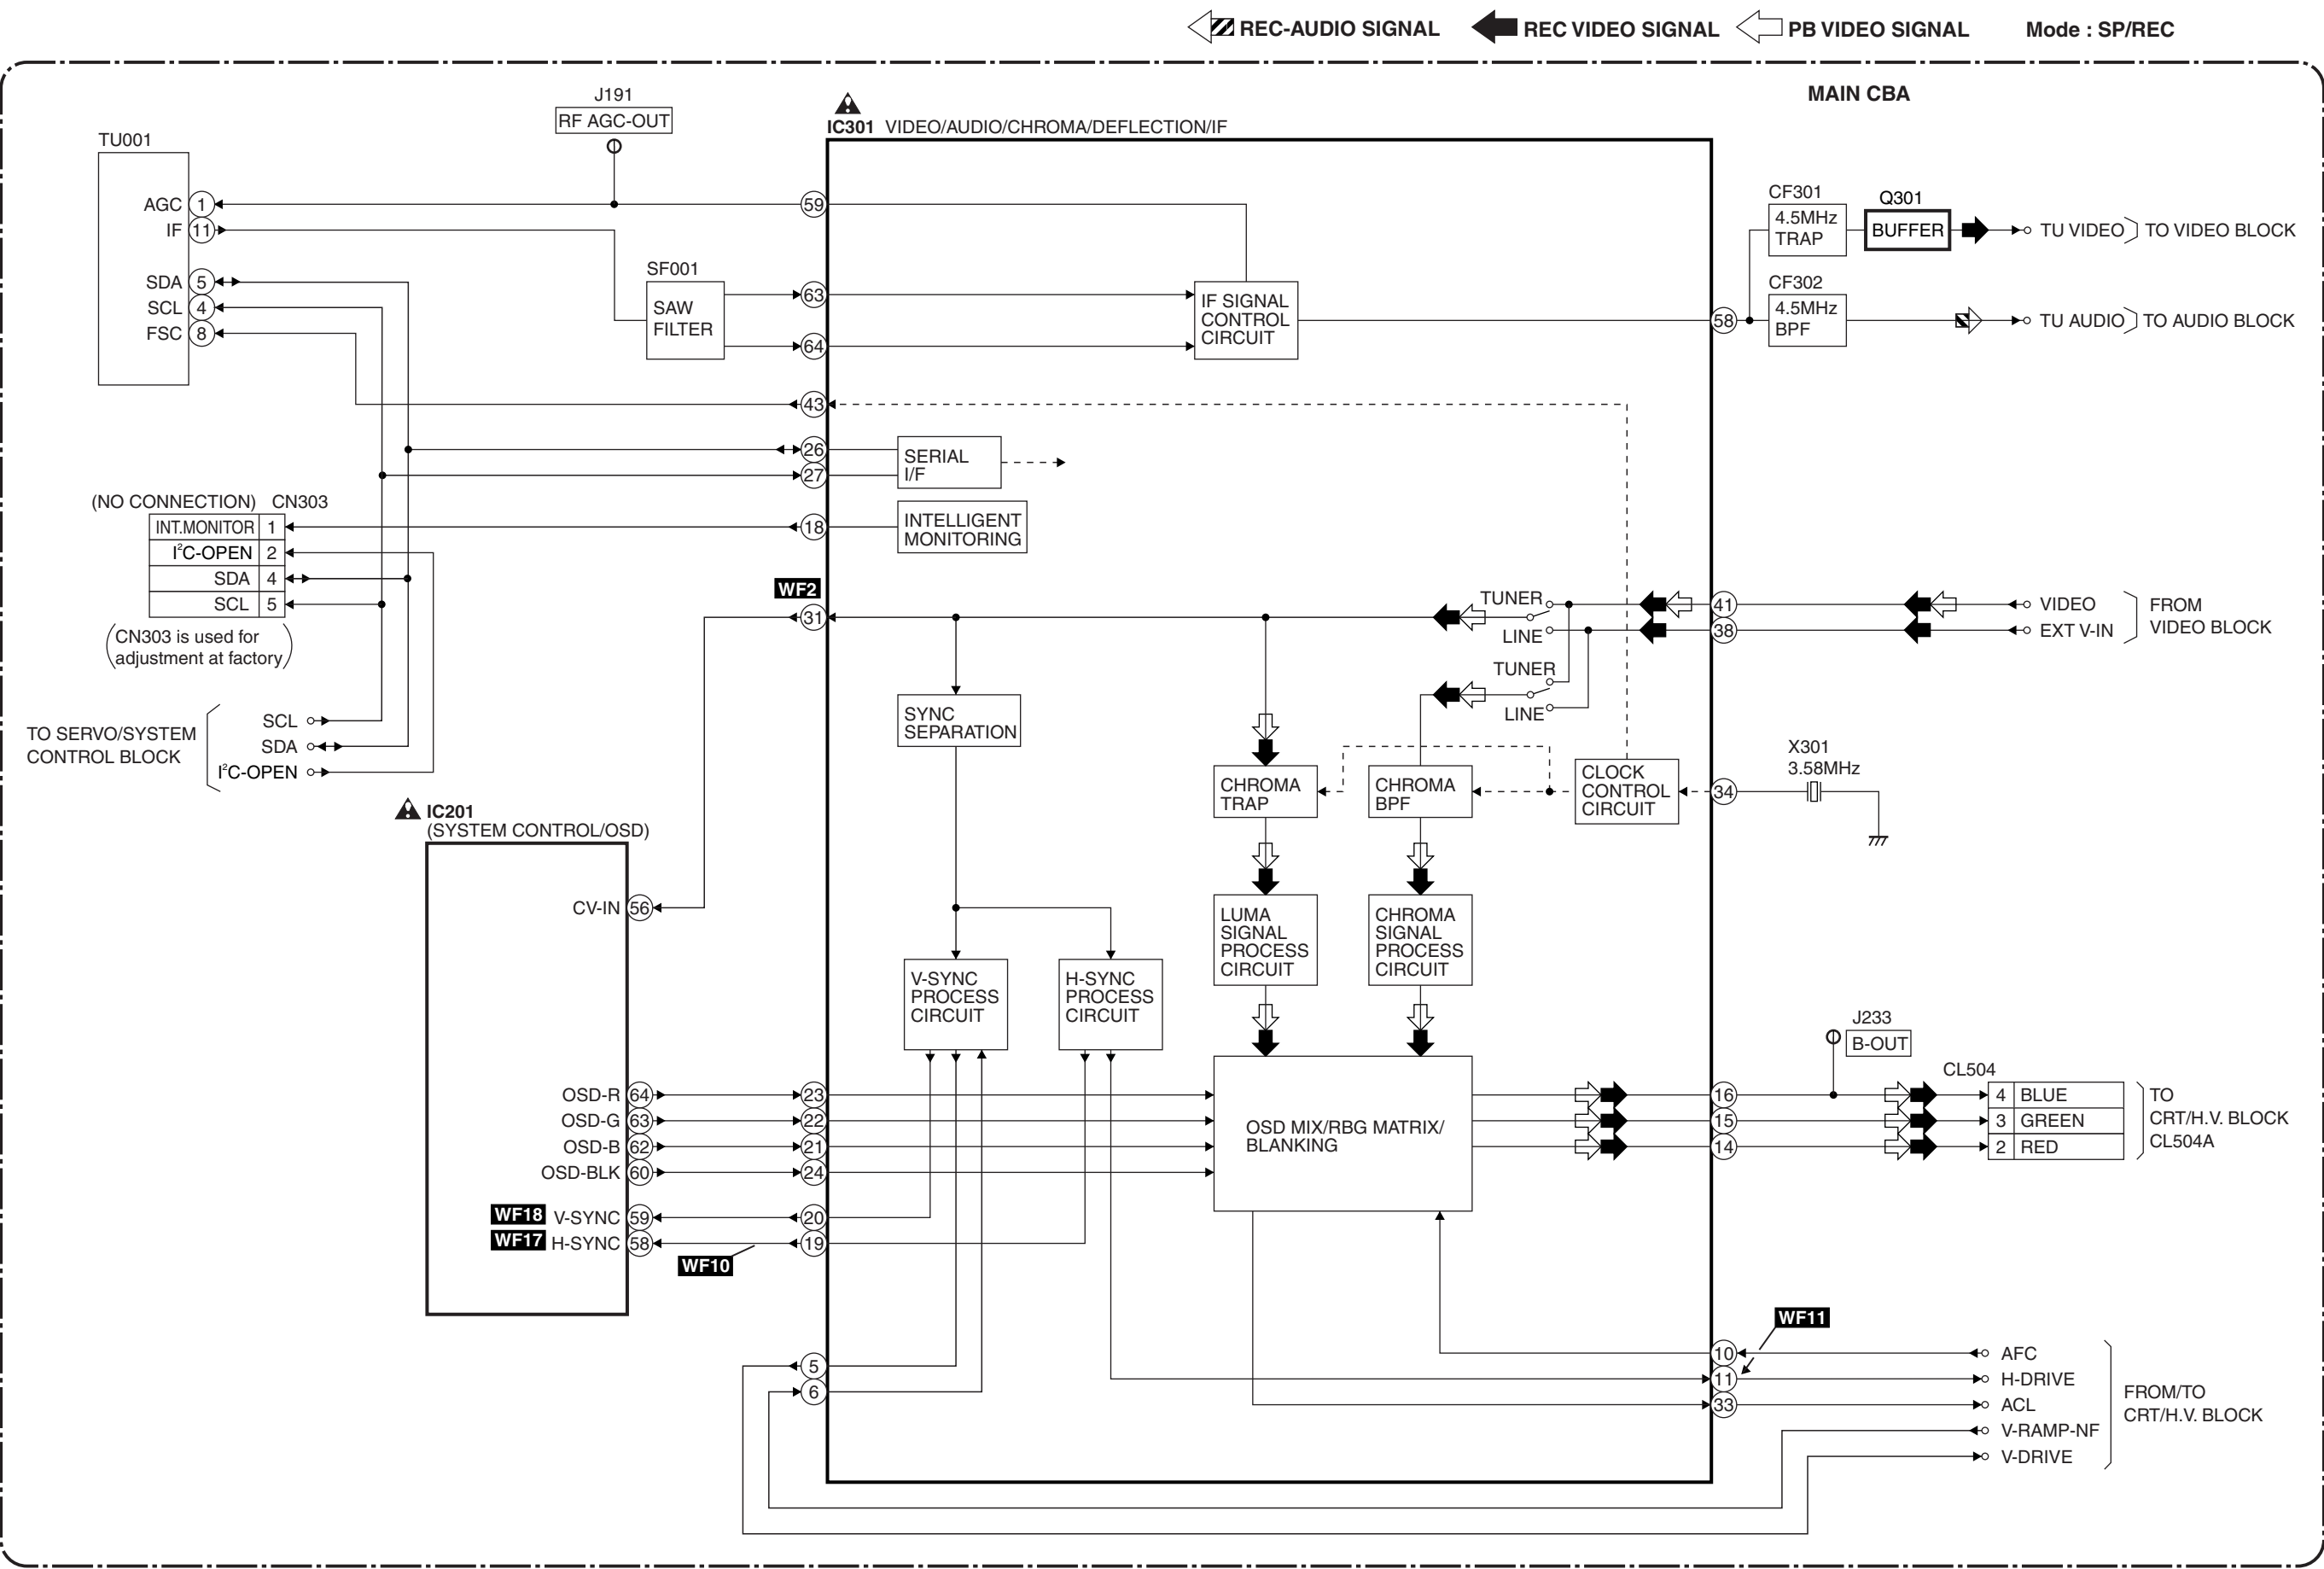 REC-AUDIO SIGNAL REC VIDEO SIGNAL PB VIDEO SIGNAL Mode : SP/REC
MAIN CBA
J191
RF AGC-OUT
IC301 VIDEO/AUDIO/CHROMA/DEFLECTION/IF
TU001
AGC 1
IF 11
SDA 5
SCL 4
FSC 8
SF001
SAW
FILTER
59
63
64
43
26
27
18
IF SIGNAL
CONTROL
CIRCUIT
58
CF301
4.5MHz
TRAP
Q301
BUFFER
TU VIDEO
TO VIDEO BLOCK
CF302
4.5MHz
BPF
TU AUDIO
TO AUDIO BLOCK
SERIAL
I/F
INTELLIGENT
MONITORING
(NO CONNECTION) CN303
INT.MONITOR 1
I²C-OPEN 2
SDA 4
SCL 5
(CN303 is used for
adjustment at factory)
TO SERVO/SYSTEM
CONTROL BLOCK
SCL
SDA
I²C-OPEN
WF2
31
TUNER
LINE
TUNER
LINE
41
38
VIDEO
EXT V-IN
FROM
VIDEO BLOCK
SYNC
SEPARATION
CHROMA
TRAP
CHROMA
BPF
CLOCK
CONTROL
CIRCUIT
34
X301
3.58MHz
IC201
(SYSTEM CONTROL/OSD)
CV-IN 56
LUMA
SIGNAL
PROCESS
CIRCUIT
CHROMA
SIGNAL
PROCESS
CIRCUIT
V-SYNC
PROCESS
CIRCUIT
H-SYNC
PROCESS
CIRCUIT
OSD-R 64
OSD-G 63
OSD-B 62
OSD-BLK 60
WF18 V-SYNC 59
WF17 H-SYNC 58
WF10
23
22
21
24
20
19
5
6
OSD MIX/RBG MATRIX/
BLANKING
16
15
14
J233
B-OUT
CL504
4 BLUE
3 GREEN
2 RED
TO
CRT/H.V. BLOCK
CL504A
WF11
10
11
33
AFC
H-DRIVE
ACL
V-RAMP-NF
V-DRIVE
FROM/TO
CRT/H.V. BLOCK